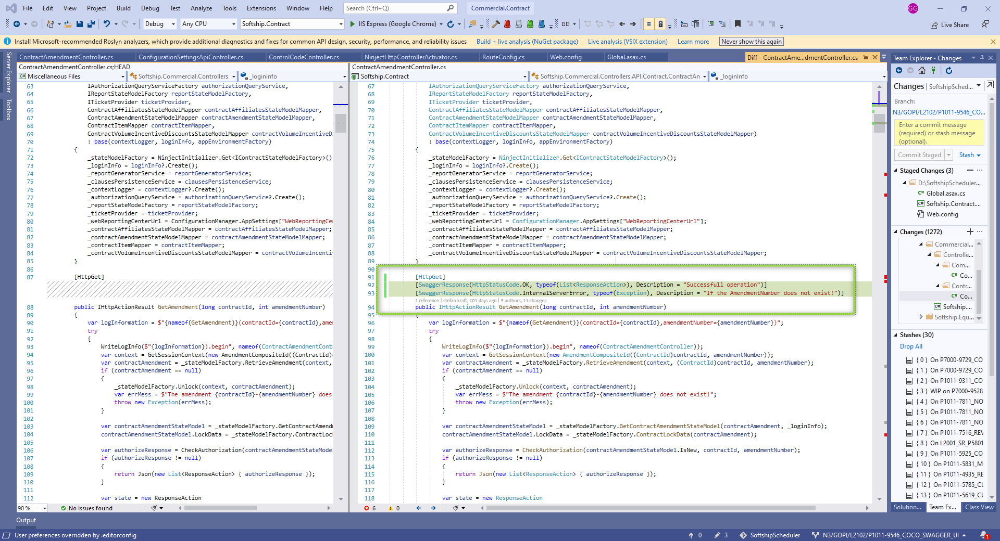 File Edit View Project Build Debug Test Analyze Tools Extensions Window Help Search (Ctrl+Q) Commercial.Contract GG
Debug Any CPU Softship.Contract IIS Express (Google Chrome) Live Share
Install Microsoft-recommended Roslyn analyzers, which provide additional diagnostics and fixes for common API design, security, performance, and reliability issues Build + live analysis (NuGet package) Live analysis (VSIX extension) Learn more Never show this again
Server Explorer
Toolbox
ContractAmendmentController.cs ConfigurationSettingsApiController.cs ControlCodeController.cs NinjectHttpControllerActivator.cs RouteConfig.cs Web.config Global.asax.cs Diff - ContractAme...dmentController.cs
ContractAmendmentController.cs;HEAD
Miscellaneous Files Softship.Commercial.Controllers. _loginInfo
63 IAuthorizationQueryServiceFactory authorizationQueryService,
64 IReportStateModelFactory reportStateModelFactory,
65 ITicketProvider ticketProvider,
66 ContractAffiliatesStateModelMapper contractAffiliatesStateModelMapper,
67 ContractAmendmentStateModelMapper contractAmendmentStateModelMapper,
68 ContractItemMapper contractItemMapper,
69 ContractVolumeIncentiveDiscountsStateModelMapper contractVolumeIncentiveD
70 : base(contextLogger, loginInfo, appEnvironmentFactory)
71 {
72 _stateModelFactory = NinjectInitializer.Get<IContractStateModelFactory>()
73 _loginInfo = loginInfo?.Create();
74 _reportGeneratorService = reportGeneratorService;
75 _clausesPersistenceService = clausesPersistenceService;
76 _contextLogger = contextLogger?.Create();
77 _authorizationQueryService = authorizationQueryService?.Create();
78 _reportStateModelFactory = reportStateModelFactory;
79 _ticketProvider = ticketProvider;
80 _webReportingCenterUrl = ConfigurationManager.AppSettings["WebReportingCe
81 _contractAffiliatesStateModelMapper = contractAffiliatesStateModelMapper;
82 _contractAmendmentStateModelMapper = contractAmendmentStateModelMapper;
83 _contractItemMapper = contractItemMapper;
84 _contractVolumeIncentiveDiscountsStateModelMapper = contractVolumeIncenti
85 }
86
87 [HttpGet]
88 public IHttpActionResult GetAmendment(long contractId, int amendmentNumber)
89 {
90 var logInformation = $"{nameof(GetAmendment)}(contractId={contractId},ame
91 try
92 {
93 WriteLogInfo($"{logInformation}).begin", nameof(ContractAmendmentCont
94 var context = GetSessionContext(new AmendmentCompositeId((ContractId)
95 var contractAmendment = _stateModelFactory.RetrieveAmendment(context,
96 if (contractAmendment == null)
97 {
98 _stateModelFactory.Unlock(context, contractAmendment);
99 var errMess = $"The amendment {contractId}-{amendmentNumber} does
100 throw new Exception(errMess);
101 }
102
103 var contractAmendmentStateModel = _stateModelFactory.GetContractAmend
104 contractAmendmentStateModel.LockData = _stateModelFactory.ContractLoc
105
106 var authorizeResponse = CheckAuthorization(contractAmendmentStateMode
107 if (authorizeResponse != null)
108 {
109 return Json(new List<ResponseAction> { authorizeResponse });
110 }
111
112 var state = new ResponseAction
90 % No issues found
ContractAmendmentController.cs
Softship.Contract Softship.Commercial.Controllers.API.Contract.ContractAn _loginInfo
67 IAuthorizationQueryServiceFactory authorizationQueryService,
68 IReportStateModelFactory reportStateModelFactory,
69 ITicketProvider ticketProvider,
70 ContractAffiliatesStateModelMapper contractAffiliatesStateModelMapper,
71 ContractAmendmentStateModelMapper contractAmendmentStateModelMapper,
72 ContractItemMapper contractItemMapper,
73 ContractVolumeIncentiveDiscountsStateModelMapper contractVolumeIncentiveDiscountsStateModelMapper)
74 : base(contextLogger, loginInfo, appEnvironmentFactory)
75 {
76 _stateModelFactory = NinjectInitializer.Get<IContractStateModelFactory>();
77 _loginInfo = loginInfo?.Create();
78 _reportGeneratorService = reportGeneratorService;
79 _clausesPersistenceService = clausesPersistenceService;
80 _contextLogger = contextLogger?.Create();
81 _authorizationQueryService = authorizationQueryService?.Create();
82 _reportStateModelFactory = reportStateModelFactory;
83 _ticketProvider = ticketProvider;
84 _webReportingCenterUrl = ConfigurationManager.AppSettings["WebReportingCenterUrl"];
85 _contractAffiliatesStateModelMapper = contractAffiliatesStateModelMapper;
86 _contractAmendmentStateModelMapper = contractAmendmentStateModelMapper;
87 _contractItemMapper = contractItemMapper;
88 _contractVolumeIncentiveDiscountsStateModelMapper = contractVolumeIncentiveDiscountsStateModelMapper;
89 }
90
91 [HttpGet]
92 [SwaggerResponse(HttpStatusCode.OK, typeof(List<ResponseAction>), Description = "Successfull operation")]
93 [SwaggerResponse(HttpStatusCode.InternalServerError, typeof(Exception), Description = "If the AmendmentNumber does not exist!")]
1 reference | stefan.kraft, 101 days ago | 3 authors, 11 changes
94 public IHttpActionResult GetAmendment(long contractId, int amendmentNumber)
95 {
96 var logInformation = $"{nameof(GetAmendment)}(contractId={contractId},amendmentNumber={amendmentNumber})";
97 try
98 {
99 WriteLogInfo($"{logInformation}).begin", nameof(ContractAmendmentController));
100 var context = GetSessionContext(new AmendmentCompositeId((ContractId)contractId, amendmentNumber));
101 var contractAmendment = _stateModelFactory.RetrieveAmendment(context, (ContractId)contractId, amendmentNumber);
102 if (contractAmendment == null)
103 {
104 _stateModelFactory.Unlock(context, contractAmendment);
105 var errMess = $"The amendment {contractId}-{amendmentNumber} does not exist!";
106 throw new Exception(errMess);
107 }
108
109 var contractAmendmentStateModel = _stateModelFactory.GetContractAmendmentStateModel(contractAmendment, _loginInfo);
110 contractAmendmentStateModel.LockData = _stateModelFactory.ContractLockData(contractAmendment);
111
112 var authorizeResponse = CheckAuthorization(contractAmendmentStateModel.IsNew, contractId, amendmentNumber);
113 if (authorizeResponse != null)
114 {
115 return Json(new List<ResponseAction> { authorizeResponse });
116 }
117
118 var state = new ResponseAction
6 0
Team Explorer - Changes
Changes | SoftshipSched...
Branch:
N3/GOPI/L2102/P1011-9546_CO...
Enter a commit message
(required) or stash message
(optional).
Commit Staged Stash
Staged Changes (3)
D:\SoftshipScheduler...
C# Global.asax.cs
C# Softship.Contract....
Web.config
Changes (1272)
Commercial...
Controlle...
Com...
C# Co...
Contr...
C# Co...
C# Softship....
Softship.Equ...
Stashes (30)
Drop All
{ 0 } On P7000-9729_CO
{ 1 } On P7000-9729_CO
{ 2 } On P1011-9311_CO
{ 3 } WIP on P7000-9528_
{ 4 } On P1011-7811_NO
{ 5 } On P1011-7811_NO
{ 6 } On P1011-7811_NO
{ 7 } On P1011-7516_REV
{ 8 } On L2001_SR_P5801
{ 9 } On P1011-5925_CO
{ 10 } On P1011-5831_M
{ 11 } On P1011-4935_RE
{ 12 } On P1011-5785_CU
{ 13 } On P1011-5619_CU
Solution... Team Ex... Class View
Output
User preferences overridden by .editorconfig 0 3 SoftshipScheduler N3/GOPI/L2102/P1011-9546_COCO_SWAGGER_UI 1